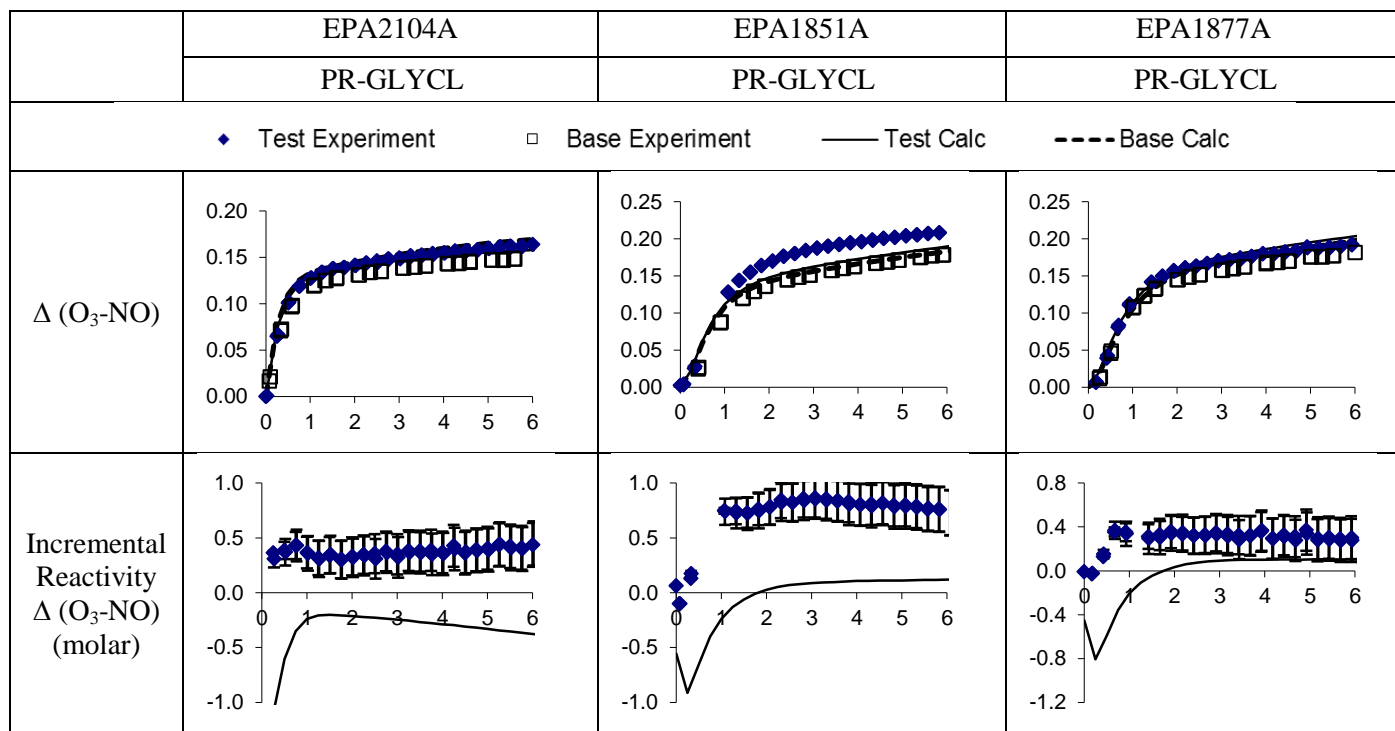 EPA2104A EPA1851A EPA1877A
PR-GLYCL PR-GLYCL PR-GLYCL
Test Experiment Base Experiment Test Calc Base Calc
Δ (O3-NO)
0.20
0.15
0.10
0.05
0.00
0 1 2 3 4 5 6
0.25
0.20
0.15
0.10
0.05
0.00
0 1 2 3 4 5 6
0.25
0.20
0.15
0.10
0.05
0.00
0 1 2 3 4 5 6
Incremental
Reactivity
Δ (O3-NO)
(molar)
1.0
0.5
0.0
-0.5
-1.0
0 1 2 3 4 5 6
1.0
0.5
0.0
-0.5
-1.0
0 1 2 3 4 5 6
0.8
0.4
0.0
-0.4
-0.8
-1.2
0 1 2 3 4 5 6